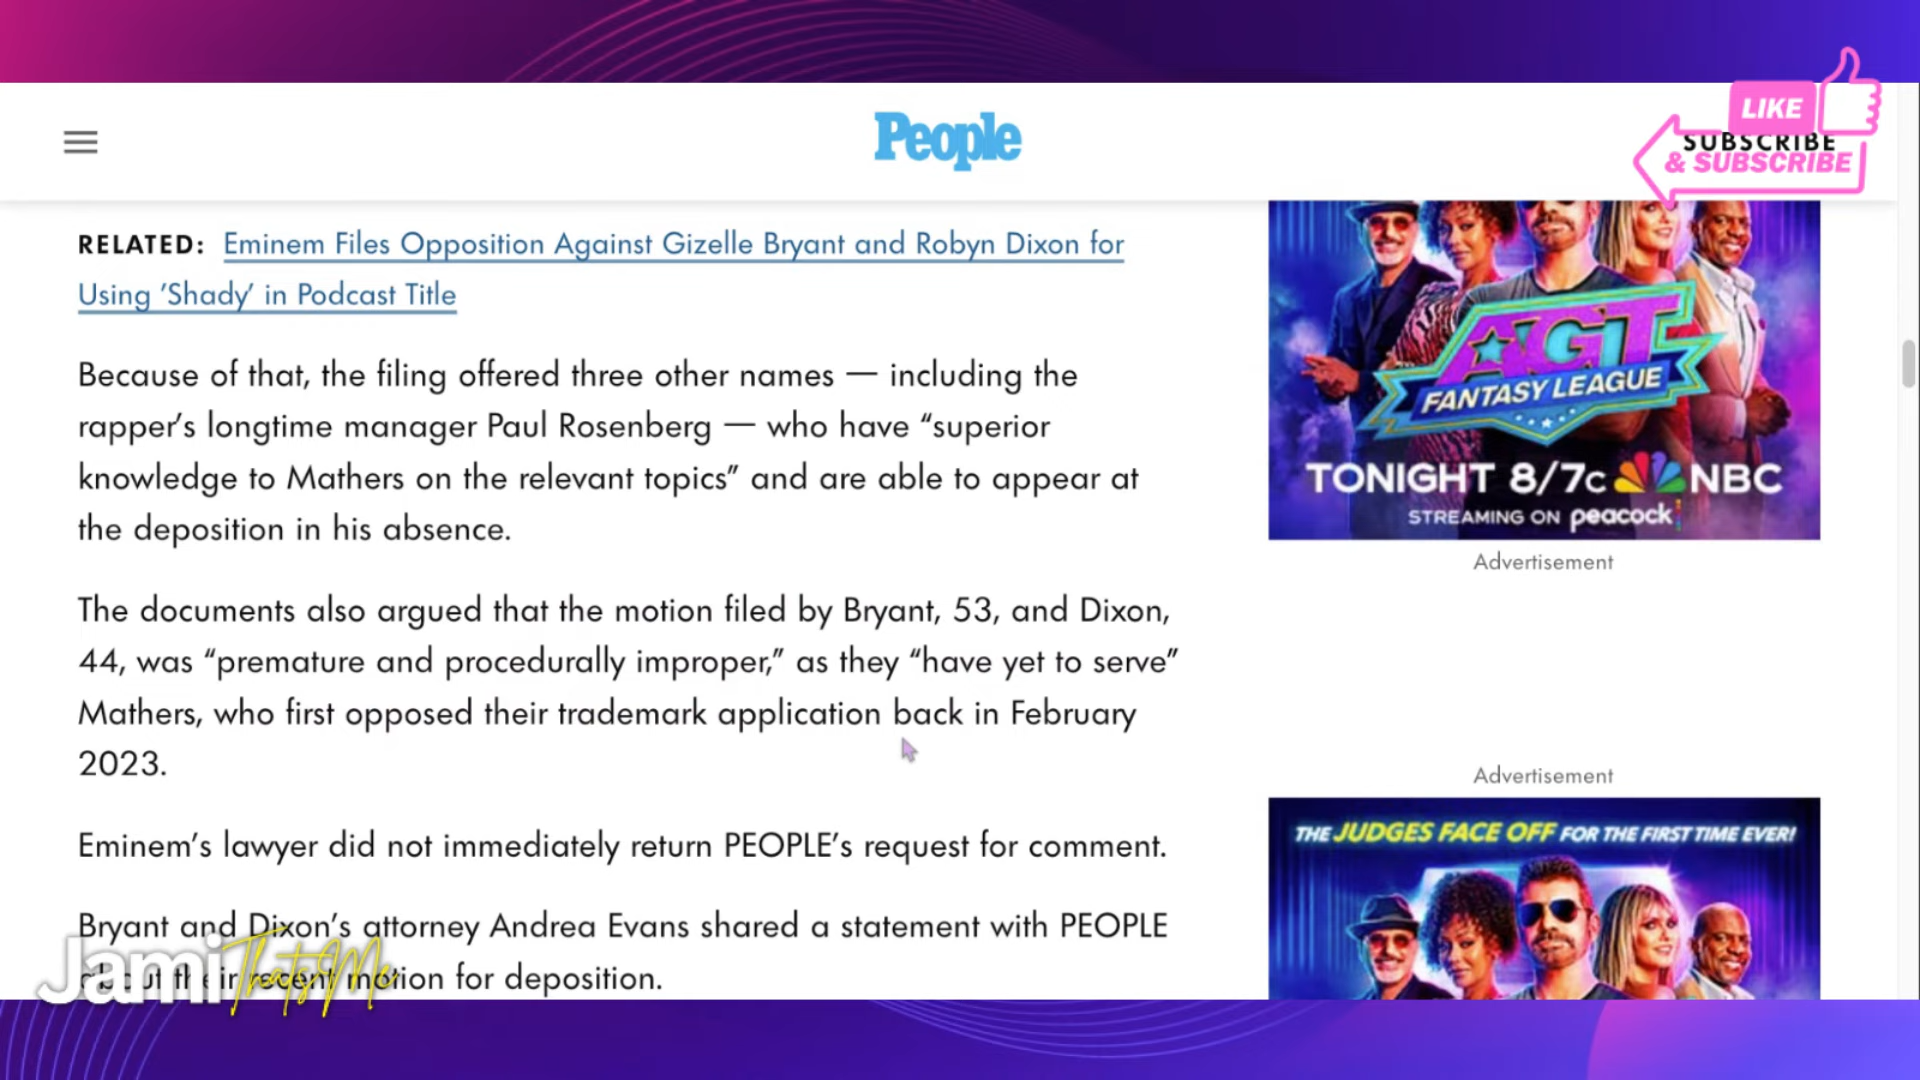 People
LIKE
SUBSCRIBE
& SUBSCRIBE
RELATED: Eminem Files Opposition Against Gizelle Bryant and Robyn Dixon for
Using 'Shady' in Podcast Title
Because of that, the filing offered three other names — including the
rapper's longtime manager Paul Rosenberg — who have “superior
knowledge to Mathers on the relevant topics” and are able to appear at
the deposition in his absence.
The documents also argued that the motion filed by Bryant, 53, and Dixon,
44, was “premature and procedurally improper,” as they “have yet to serve”
Mathers, who first opposed their trademark application back in February
2023.
Eminem's lawyer did not immediately return PEOPLE's request for comment.
Bryant and Dixon's attorney Andrea Evans shared a statement with PEOPLE
about their recent motion for deposition.
Jami That's Me
AGT
FANTASY LEAGUE
TONIGHT 8/7c NBC
STREAMING ON peacock
Advertisement
Advertisement
THE JUDGES FACE OFF FOR THE FIRST TIME EVER!